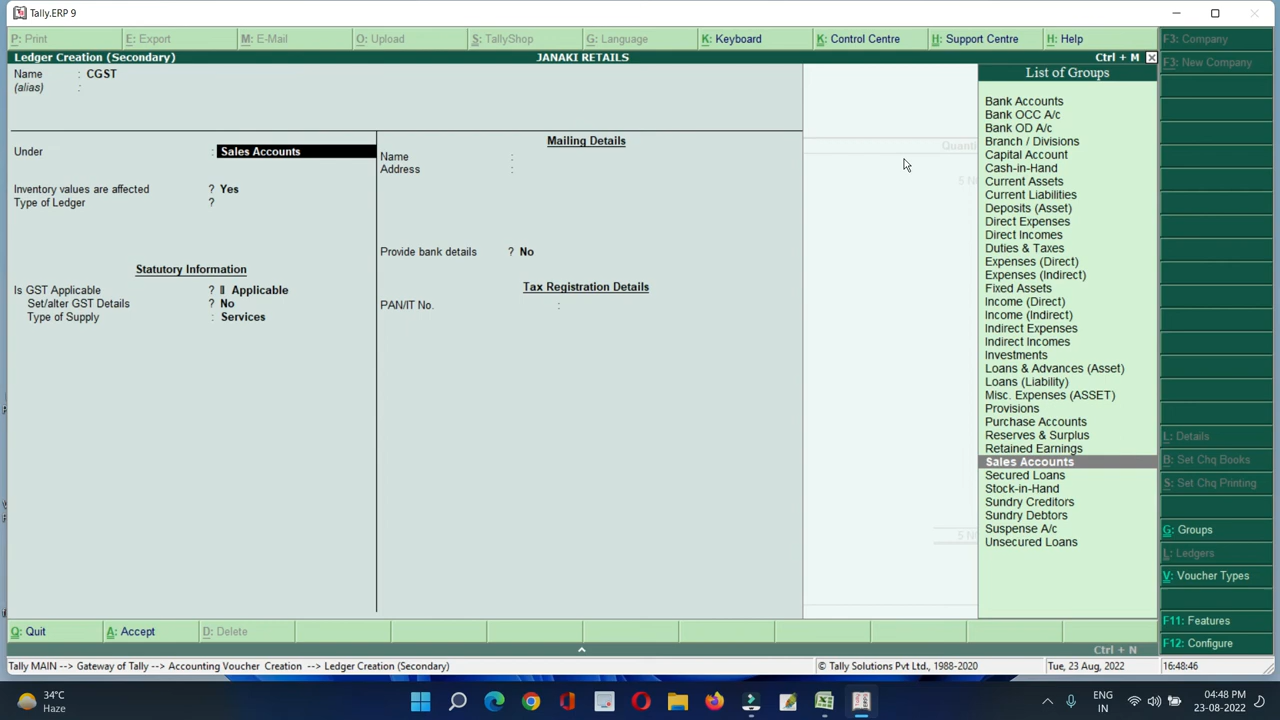 Tally.ERP 9
P: Print
E: Export
M: E-Mail
O: Upload
S: TallyShop
G: Language
K: Keyboard
K: Control Centre
H: Support Centre
H: Help
F3: Company
Ledger Creation (Secondary)
JANAKI RETAILS
Ctrl + M
F3: New Company
Name : CGST
(alias) :
Under : Sales Accounts
Inventory values are affected ? Yes
Type of Ledger ?
Statutory Information
Is GST Applicable ? Applicable
Set/alter GST Details ? No
Type of Supply : Services
Mailing Details
Name :
Address :
Provide bank details ? No
Tax Registration Details
PAN/IT No. :
List of Groups
Bank Accounts
Bank OCC A/c
Bank OD A/c
Branch / Divisions
Capital Account
Cash-in-Hand
Current Assets
Current Liabilities
Deposits (Asset)
Direct Expenses
Direct Incomes
Duties & Taxes
Expenses (Direct)
Expenses (Indirect)
Fixed Assets
Income (Direct)
Income (Indirect)
Indirect Expenses
Indirect Incomes
Investments
Loans & Advances (Asset)
Loans (Liability)
Misc. Expenses (ASSET)
Provisions
Purchase Accounts
Reserves & Surplus
Retained Earnings
Sales Accounts
Secured Loans
Stock-in-Hand
Sundry Creditors
Sundry Debtors
Suspense A/c
Unsecured Loans
L: Details
B: Set Chq Books
S: Set Chq Printing
G: Groups
L: Ledgers
V: Voucher Types
F11: Features
F12: Configure
Q: Quit
A: Accept
D: Delete
Ctrl + N
Tally MAIN --> Gateway of Tally --> Accounting Voucher Creation --> Ledger Creation (Secondary)
© Tally Solutions Pvt Ltd., 1988-2020
Tue, 23 Aug, 2022
16:48:46
34°C
Haze
ENG
IN
04:48 PM
23-08-2022